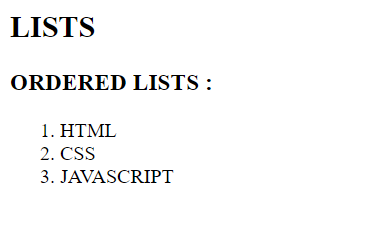 LISTS
ORDERED LISTS :
1. HTML
2. CSS
3. JAVASCRIPT